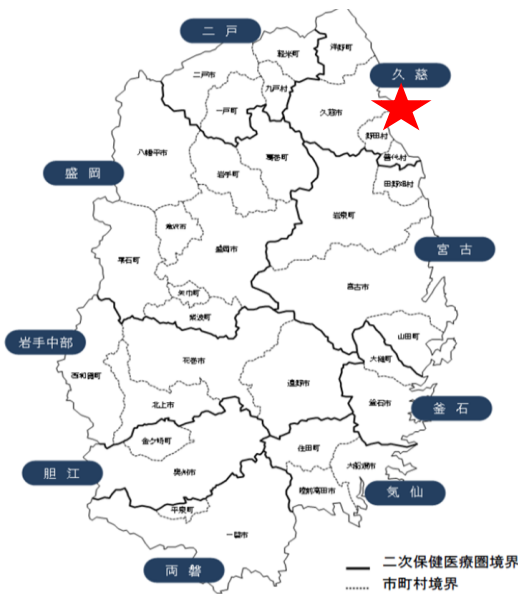 二戸
軽米町
洋野町
久慈
二戸市
九戸村
一戸町
久慈市
野田村
普代村
八幡平市
葛巻町
岩手町
田野畑村
盛岡
岩泉町
滝沢市
盛岡市
雫石町
宮古
宮古市
矢巾町
紫波町
山田町
岩手中部
大槌町
花巻市
西和賀町
遠野市
釜石市
北上市
釜石
金ケ崎町
住田町
大船渡市
胆江
奥州市
陸前高田市
気仙
平泉町
一関市
両磐
二次保健医療圏境界
市町村境界